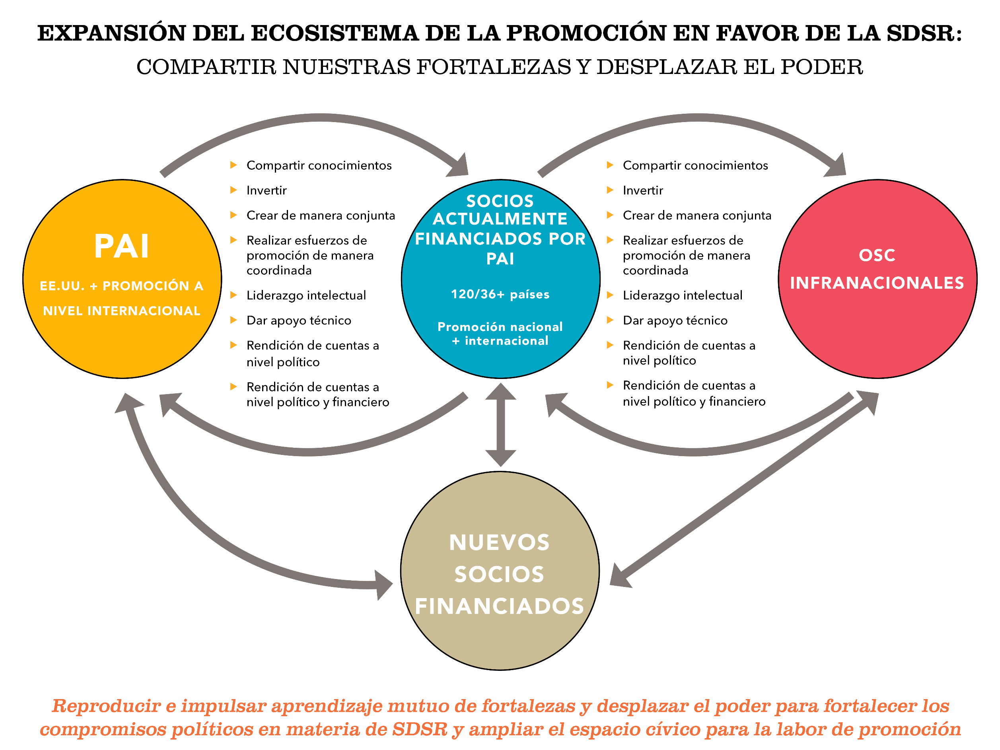 EXPANSIÓN DEL ECOSISTEMA DE LA PROMOCIÓN EN FAVOR DE LA SDSR:
COMPARTIR NUESTRAS FORTALEZAS Y DESPLAZAR EL PODER
PAI
EE.UU. + PROMOCIÓN A
NIVEL INTERNACIONAL
Compartir conocimientos
Invertir
Crear de manera conjunta
Realizar esfuerzos de
promoción de manera
coordinada
Liderazgo intelectual
Dar apoyo técnico
Rendición de cuentas a
nivel político
Rendición de cuentas a
nivel político y financiero
SOCIOS
ACTUALMENTE
FINANCIADOS POR
PAI
120/36+ países
Promoción nacional
+ internacional
Compartir conocimientos
Invertir
Crear de manera conjunta
Realizar esfuerzos de
promoción de manera
coordinada
Liderazgo intelectual
Dar apoyo técnico
Rendición de cuentas a
nivel político
Rendición de cuentas a
nivel político y financiero
OSC
INFRANACIONALES
NUEVOS
SOCIOS
FINANCIADOS
Reproducir e impulsar aprendizaje mutuo de fortalezas y desplazar el poder para fortalecer los
compromisos políticos en materia de SDSR y ampliar el espacio cívico para la labor de promoción